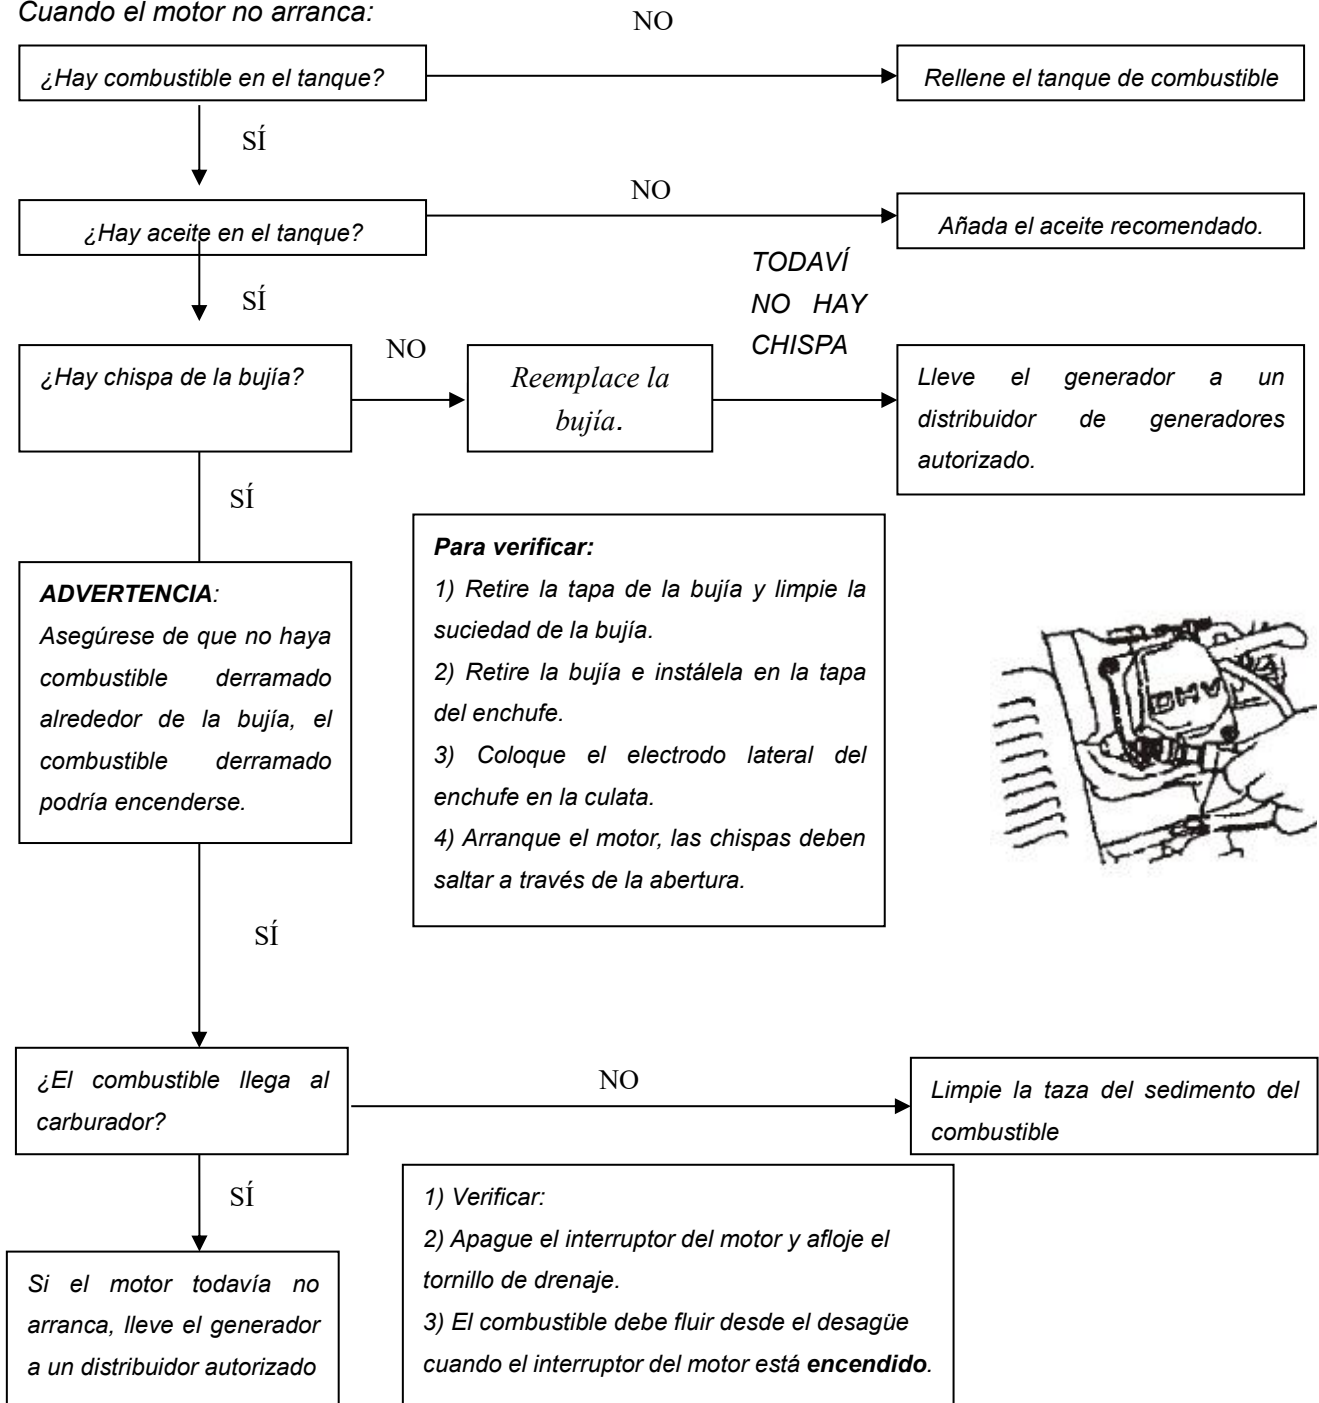 Cuando el motor no arranca:
NO
¿Hay combustible en el tanque?
Rellene el tanque de combustible
SÍ
NO
¿Hay aceite en el tanque?
Añada el aceite recomendado.
SÍ
TODAVÍ
NO HAY
CHISPA
NO
¿Hay chispa de la bujía?
Reemplace la
bujía.
Lleve el generador a un
distribuidor de generadores
autorizado.
SÍ
Para verificar:
1) Retire la tapa de la bujía y limpie la
suciedad de la bujía.
2) Retire la bujía e instálela en la tapa
del enchufe.
3) Coloque el electrodo lateral del
enchufe en la culata.
4) Arranque el motor, las chispas deben
saltar a través de la abertura.
ADVERTENCIA:
Asegúrese de que no haya
combustible derramado
alrededor de la bujía, el
combustible derramado
podría encenderse.
OHV
SÍ
¿El combustible llega al
carburador?
NO
Limpie la taza del sedimento del
combustible
SÍ
1) Verificar:
2) Apague el interruptor del motor y afloje el
tornillo de drenaje.
3) El combustible debe fluir desde el desagüe
cuando el interruptor del motor está encendido.
Si el motor todavía no
arranca, lleve el generador
a un distribuidor autorizado